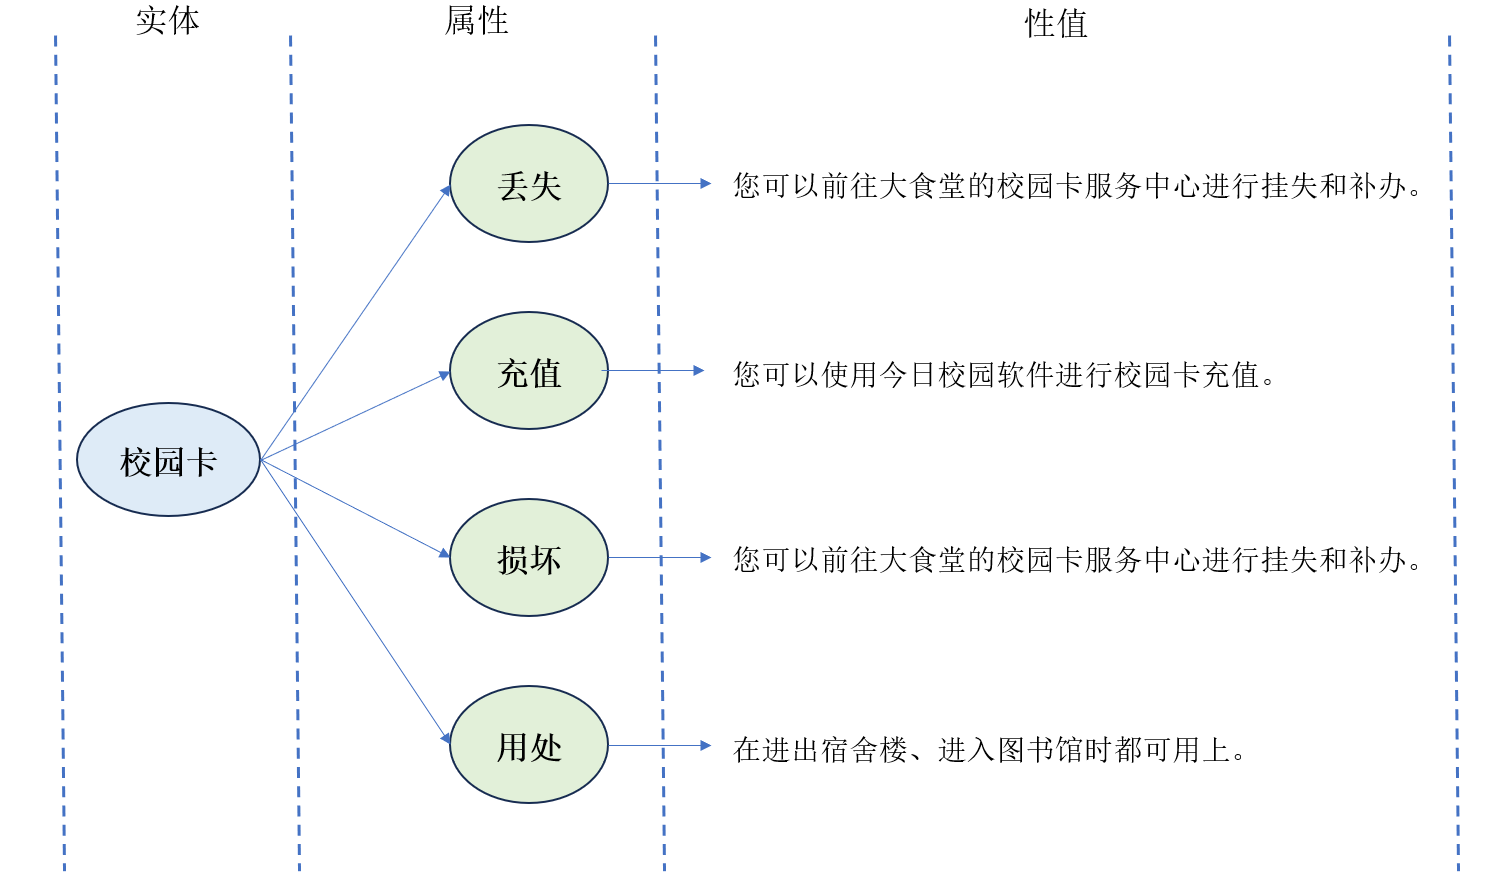 实体
属性
性值
丢失
您可以前往大食堂的校园卡服务中心进行挂失和补办。
充值
您可以使用今日校园软件进行校园卡充值。
校园卡
损坏
您可以前往大食堂的校园卡服务中心进行挂失和补办。
用处
在进出宿舍楼、进入图书馆时都可用上。